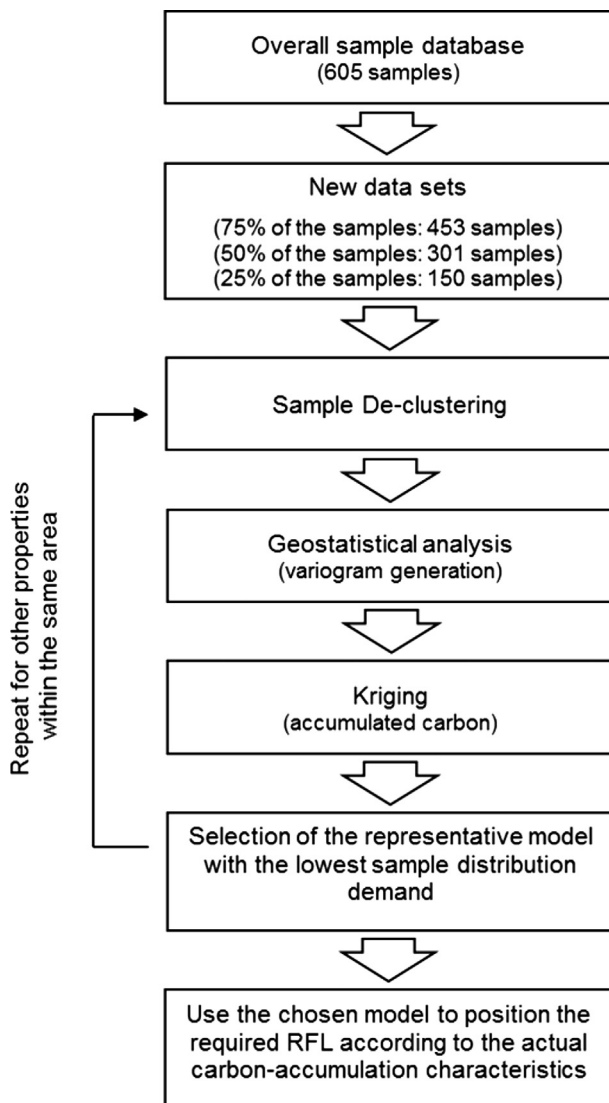 Overall sample database
(605 samples)
New data sets
(75% of the samples: 453 samples)
(50% of the samples: 301 samples)
(25% of the samples: 150 samples)
Sample De-clustering
Geostatistical analysis
(variogram generation)
Kriging
(accumulated carbon)
Selection of the representative model
with the lowest sample distribution
demand
Use the chosen model to position the
required RFL according to the actual
carbon-accumulation characteristics
Repeat for other properties
within the same area